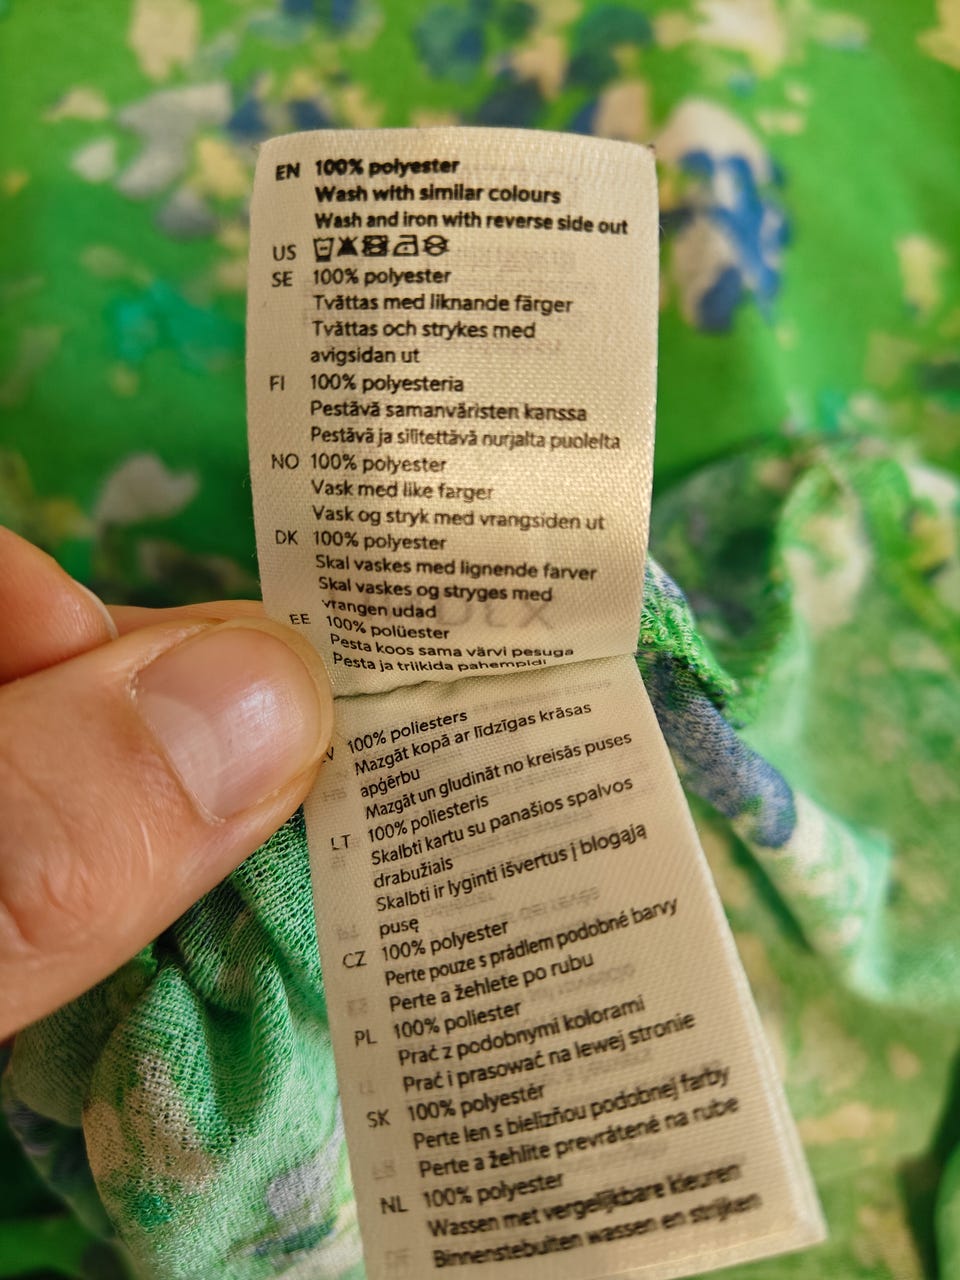 EN 100% polyester
Wash with similar colours
Wash and iron with reverse side out
US
SE 100% polyester
Tvättas med liknande färger
Tvättas och strykes med
avigsidan ut
FI 100% polyesteria
Pestävä samanväristen kanssa
Pestävä ja silitettävä nurjalta puolelta
NO 100% polyester
Vask med like farger
Vask og stryk med vrangsiden ut
DK 100% polyester
Skal vaskes med lignende farver
Skal vaskes og stryges med
vrangen udad
EE 100% polüester
Pesta koos sama värvi pesuga
Pesta ja triikida pahempidi
100% poliesters
Mazgāt kopā ar līdzīgas krāsas
apģērbu
Mazgāt un gludināt no kreisās puses
LT 100% poliesteris
Skalbti kartu su panašios spalvos
drabužiais
Skalbti ir lyginti išvertus į blogąją
pusę
CZ 100% polyester
Perte pouze s prádlem podobné barvy
Perte a žehlete po rubu
PL 100% poliester
Prać z podobnymi kolorami
Prać i prasować na lewej stronie
SK 100% polyestér
Perte len s bielizňou podobnej farby
Perte a žehlite prevrátené na rube
NL 100% polyester
Wassen met vergelijkbare kleuren
Binnenstebuiten wassen en strijken